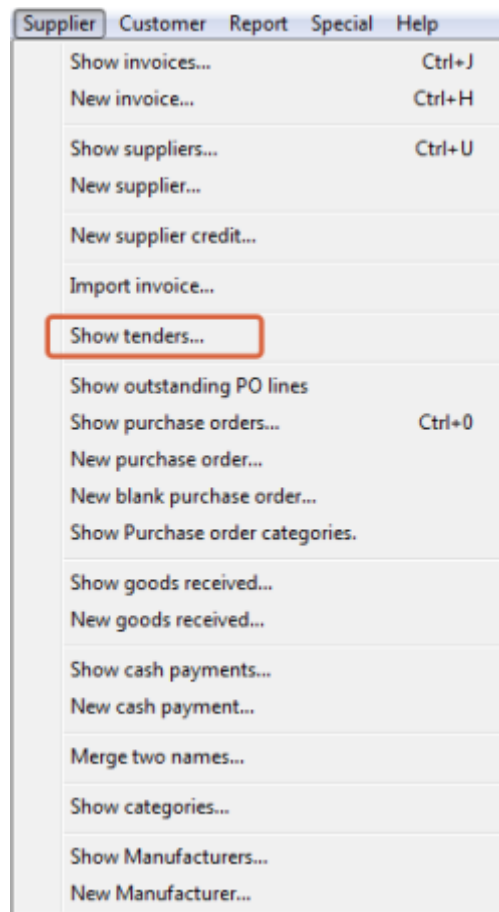 Supplier Customer Report Special Help
Show invoices... Ctrl+J
New invoice... Ctrl+H
Show suppliers... Ctrl+U
New supplier...
New supplier credit...
Import invoice...
Show tenders...
Show outstanding PO lines
Show purchase orders... Ctrl+0
New purchase order...
New blank purchase order...
Show Purchase order categories.
Show goods received...
New goods received...
Show cash payments...
New cash payment...
Merge two names...
Show categories...
Show Manufacturers...
New Manufacturer...